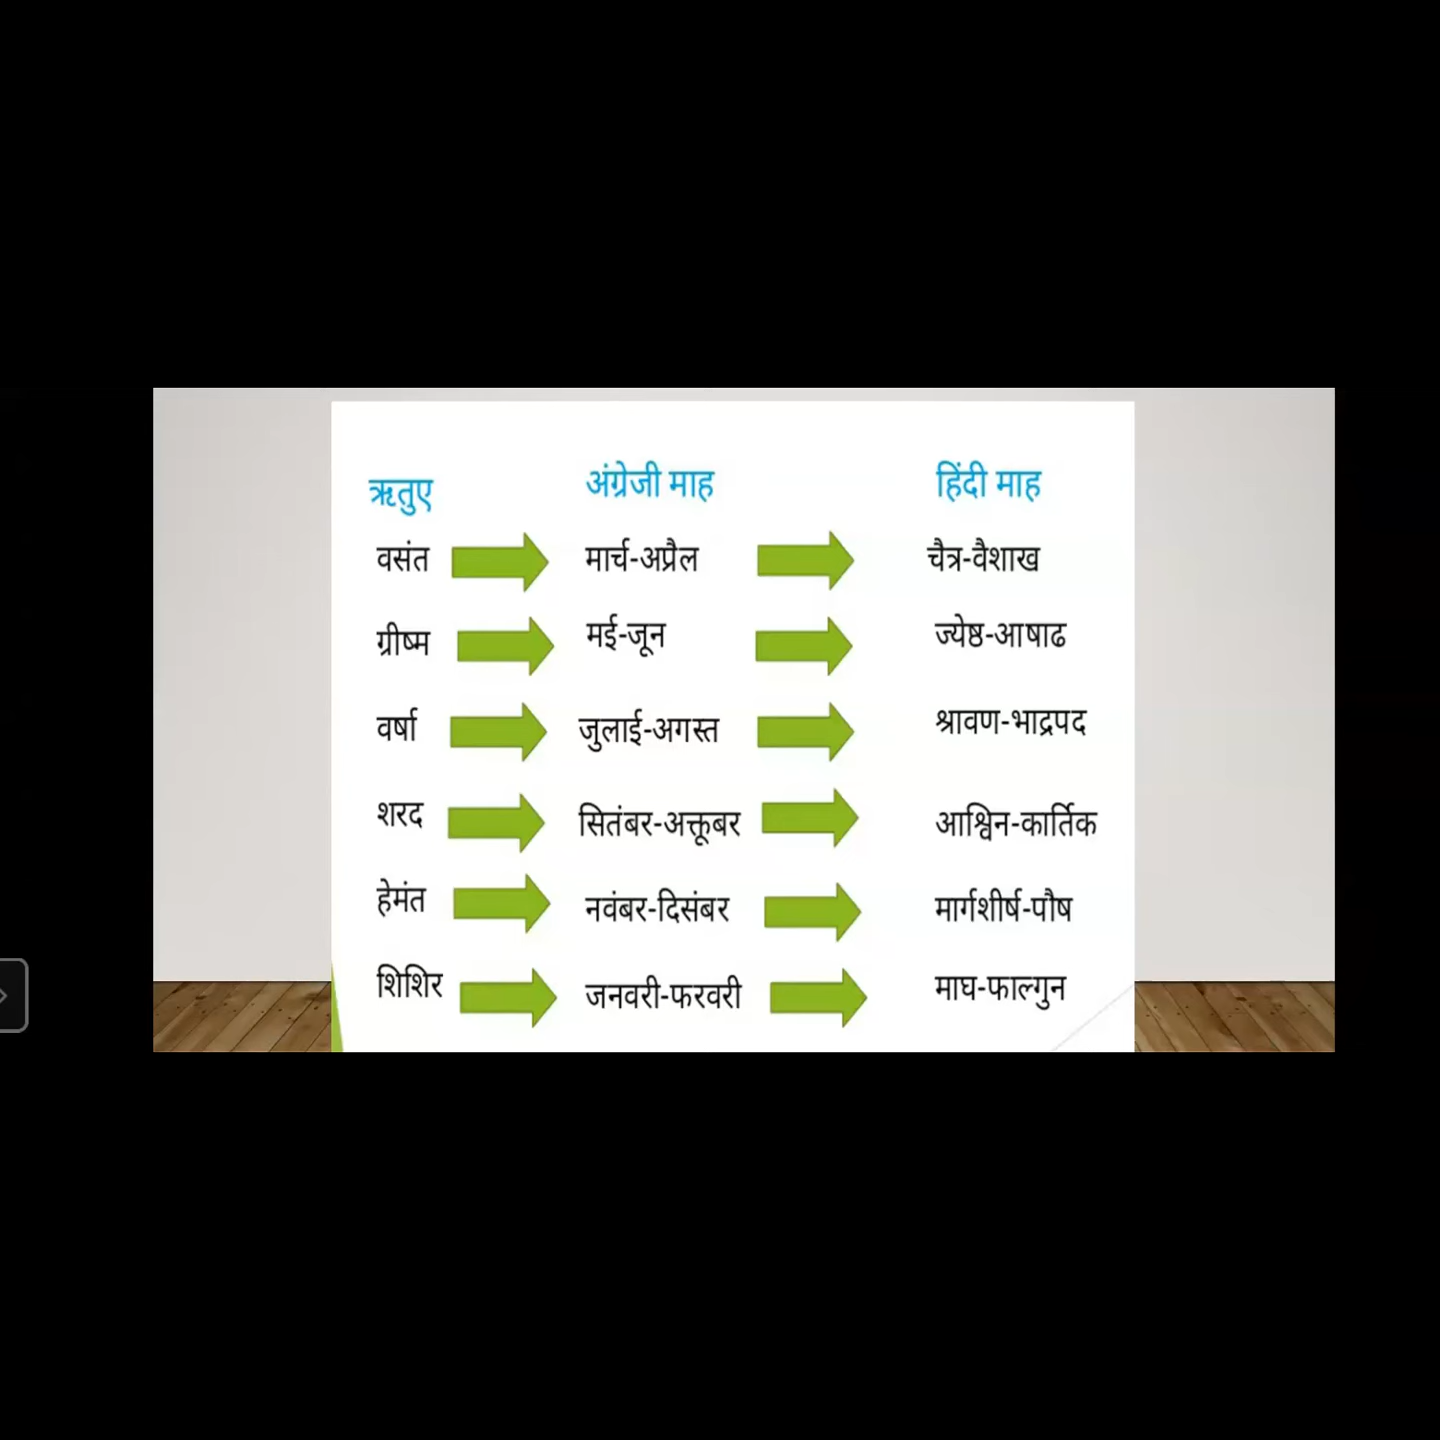 ऋतुए अंग्रेजी माह हिंदी माह
वसंत मार्च-अप्रैल चैत्र-वैशाख
ग्रीष्म मई-जून ज्येष्ठ-आषाढ
वर्षा जुलाई-अगस्त श्रावण-भाद्रपद
शरद सितंबर-अक्तूबर आश्विन-कार्तिक
हेमंत नवंबर-दिसंबर मार्गशीर्ष-पौष
शिशिर जनवरी-फरवरी माघ-फाल्गुन